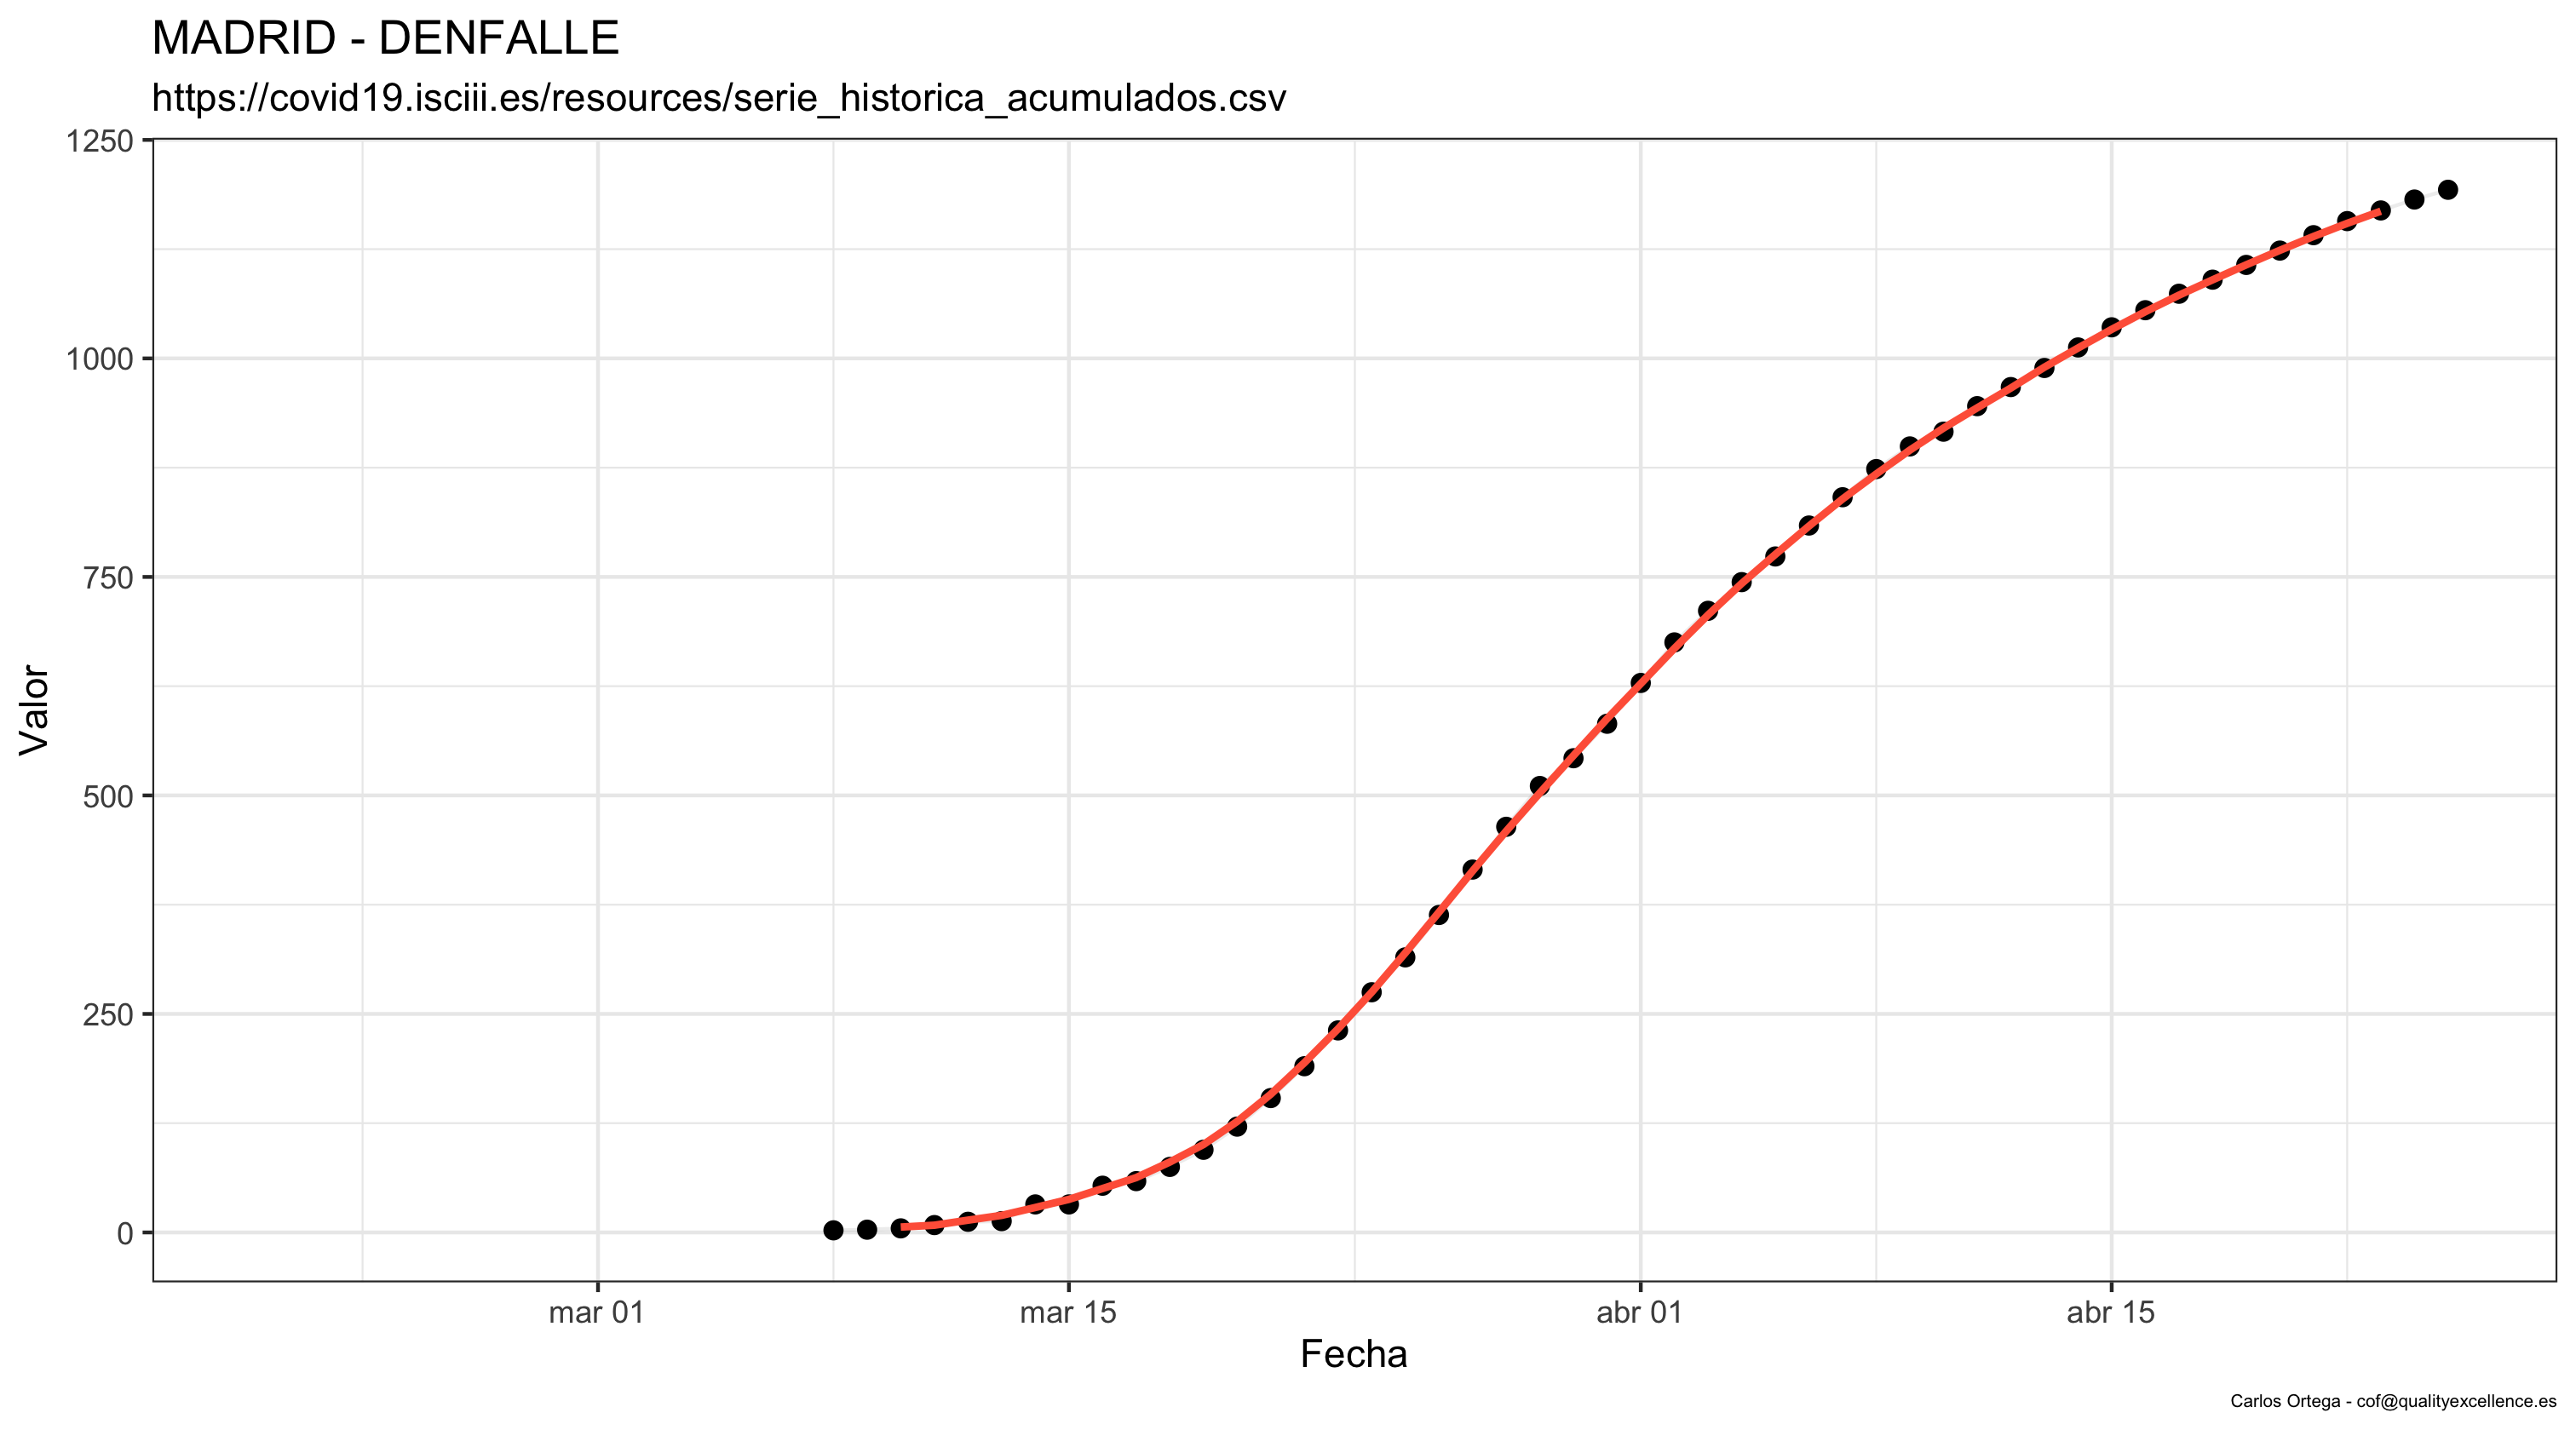 MADRID - DENFALLE
https://covid19.isciii.es/resources/serie_historica_acumulados.csv
1250
1000
750
500
250
0
Valor
mar 01
mar 15
abr 01
abr 15
Fecha
Carlos Ortega - cof@qualityexcellence.es